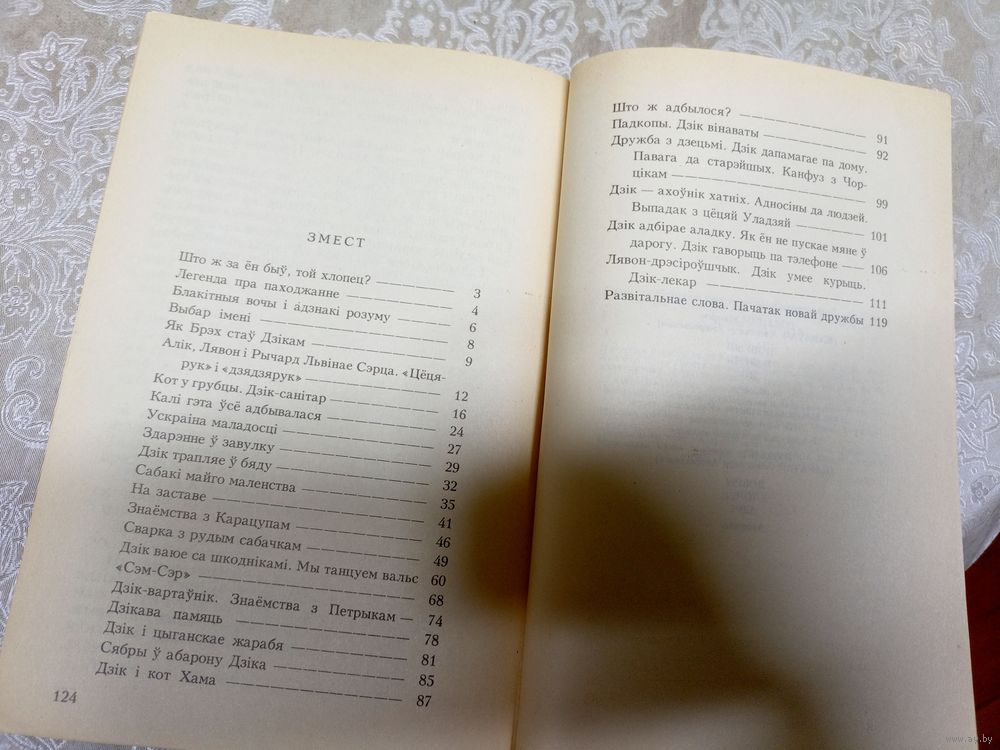 ЗМЕСТ
Што ж за ён быў, той хлопец? — 3
Легенда пра паходжанне — 4
Блакітныя вочы і адзнакі розуму — 6
Выбар імені — 8
Як Брэх стаў Дзікам — 9
Алік, Лявон і Рычард Львінае Сэрца. «Цёця-
рук» і «дзядзярук» — 12
Кот у грубцы. Дзік-санітар — 16
Калі гэта ўсё адбывалася — 24
Ускраіна маладосці — 27
Здарэнне ў завулку — 29
Дзік трапляе ў бяду — 32
Сабакі майго маленства — 35
На заставе — 41
Знаёмства з Карацупам — 46
Сварка з рудым сабачкам — 49
Дзік ваюе са шкоднікамі. Мы танцуем вальс 60
«Сэм-Сэр» — 68
Дзік-вартаўнік. Знаёмства з Петрыкам — 74
Дзікава памяць — 78
Дзік і цыганскае жарабя — 81
Сябры ў абарону Дзіка — 85
Дзік і кот Хама — 87
124
Што ж адбылося? — 91
Падкопы. Дзік вінаваты — 92
Дружба з дзецьмі. Дзік дапамагае па дому.
Павага да старэйшых. Канфуз з Чор-
цікам — 99
Дзік — ахоўнік хатніх. Адносіны да людзей.
Выпадак з цёцяй Уладзяй — 101
Дзік адбірае аладку. Як ён не пускае мяне ў
дарогу. Дзік гаворыць па тэлефоне — 106
Лявон-дрэсіроўшчык. Дзік умее курыць.
Дзік-лекар — 111
Развітальнае слова. Пачатак новай дружбы 119
www.ay.by